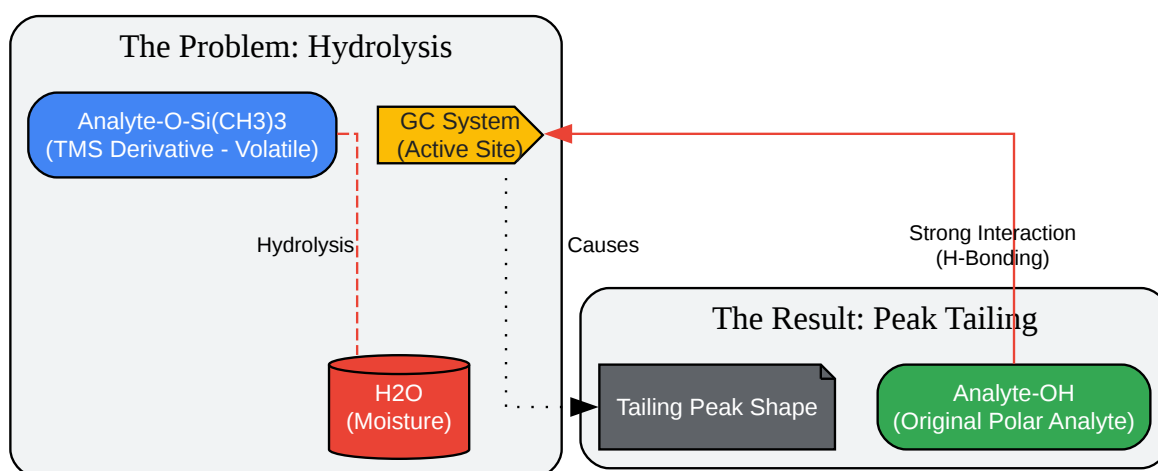 The Problem: Hydrolysis
Analyte-O-Si(CH3)3
(TMS Derivative - Volatile)
GC System
(Active Site)
Hydrolysis
Causes
Strong Interaction
(H-Bonding)
The Result: Peak Tailing
H2O
(Moisture)
Tailing Peak Shape
Analyte-OH
(Original Polar Analyte)